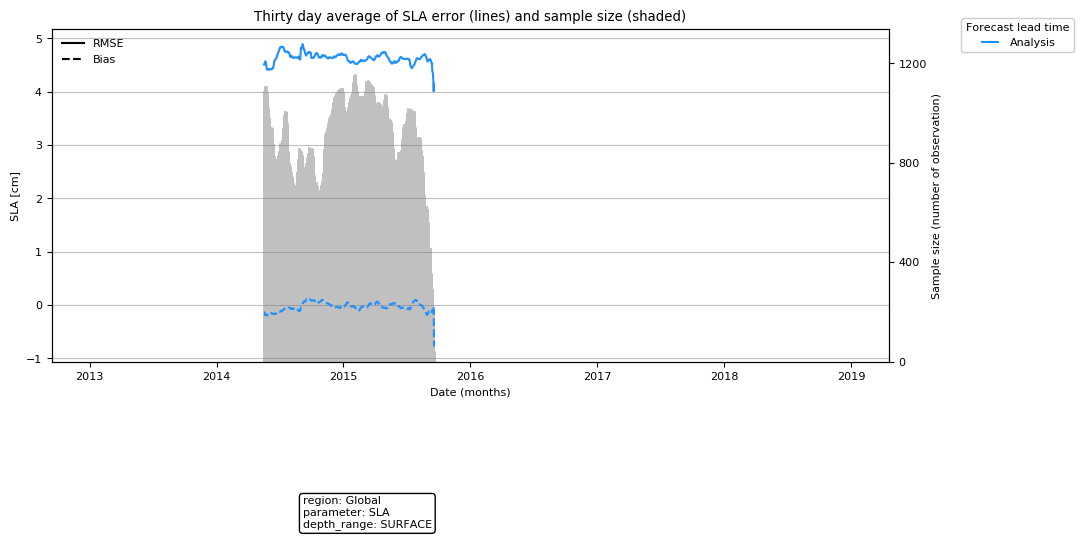 Thirty day average of SLA error (lines) and sample size (shaded)
Forecast lead time
Analysis
RMSE
Bias
5
4
3
2
1
0
−1
SLA [cm]
1200
800
400
0
Sample size (number of observation)
2013 2014 2015 2016 2017 2018 2019
Date (months)
region: Global
parameter: SLA
depth_range: SURFACE